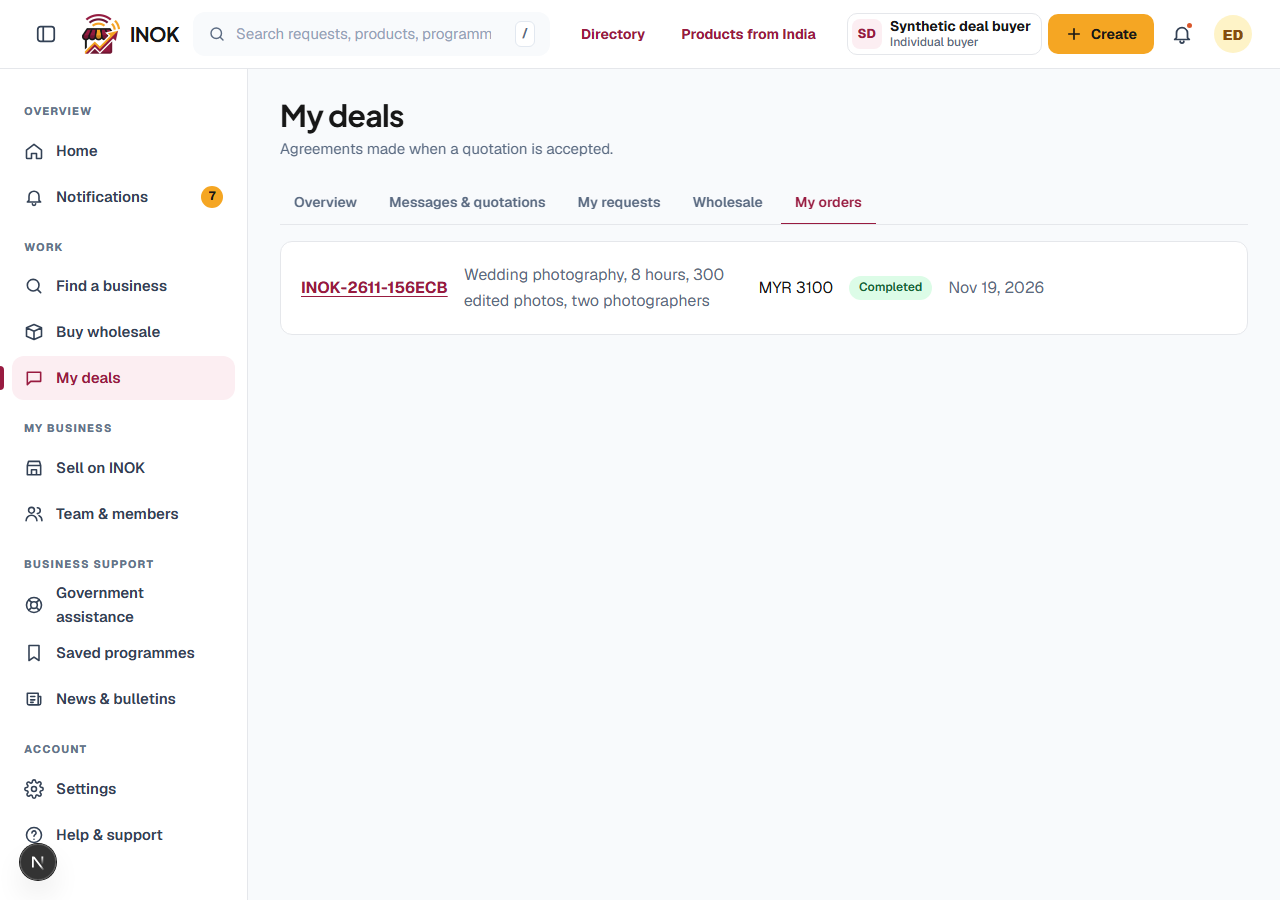 INOK
Search requests, products, programm
/
Directory
Products from India
SD
Synthetic deal buyer
Individual buyer
Create
ED
OVERVIEW
Home
Notifications
7
WORK
Find a business
Buy wholesale
My deals
MY BUSINESS
Sell on INOK
Team & members
BUSINESS SUPPORT
Government
assistance
Saved programmes
News & bulletins
ACCOUNT
Settings
Help & support
N
My deals
Agreements made when a quotation is accepted.
Overview
Messages & quotations
My requests
Wholesale
My orders
INOK-2611-156ECB
Wedding photography, 8 hours, 300
edited photos, two photographers
MYR 3100
Completed
Nov 19, 2026